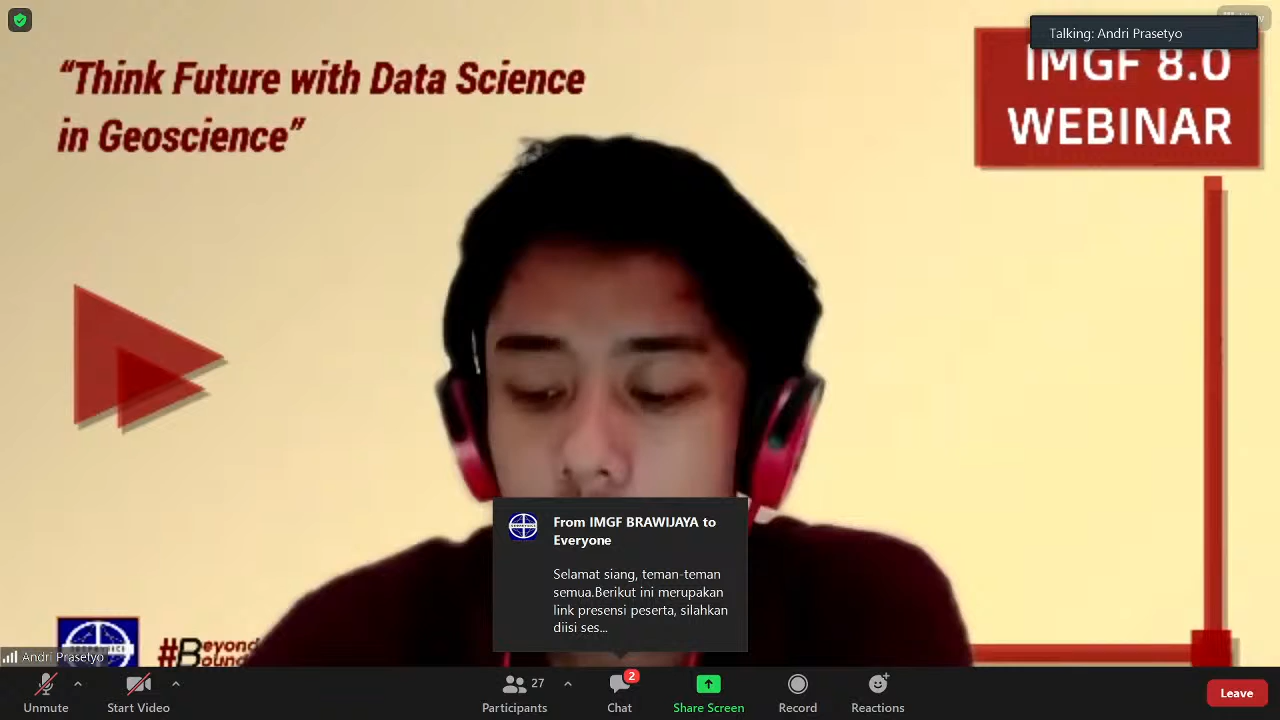 Talking: Andri Prasetyo
“Think Future with Data Science
in Geoscience”
IMGF 8.0
WEBINAR
From IMGF BRAWIJAYA to
Everyone
Selamat siang, teman-teman
semua.Berikut ini merupakan
link presensi peserta, silahkan
diisi ses...
#Beyond
Andri Prasetyo
27
2
Unmute
Start Video
Participants
Chat
Share Screen
Record
Reactions
Leave